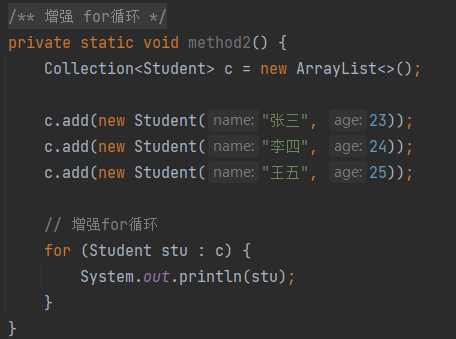 /** 增强 for循环 */
private static void method2() {
    Collection<Student> c = new ArrayList<>();
    c.add(new Student( name: "张三", age: 23));
    c.add(new Student( name: "李四", age: 24));
    c.add(new Student( name: "王五", age: 25));
    // 增强for循环
    for (Student stu : c) {
        System.out.println(stu);
    }
}